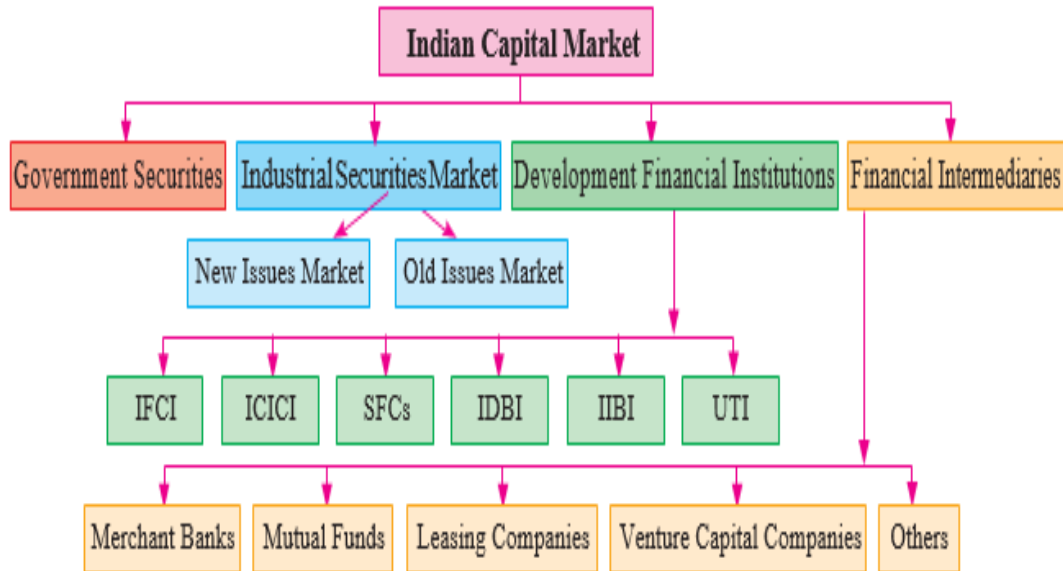 Indian Capital Market
Government Securities
Industrial Securities Market
Development Financial Institutions
Financial Intermediaries
New Issues Market
Old Issues Market
IFCI
ICICI
SFCs
IDBI
IIBI
UTI
Merchant Banks
Mutual Funds
Leasing Companies
Venture Capital Companies
Others